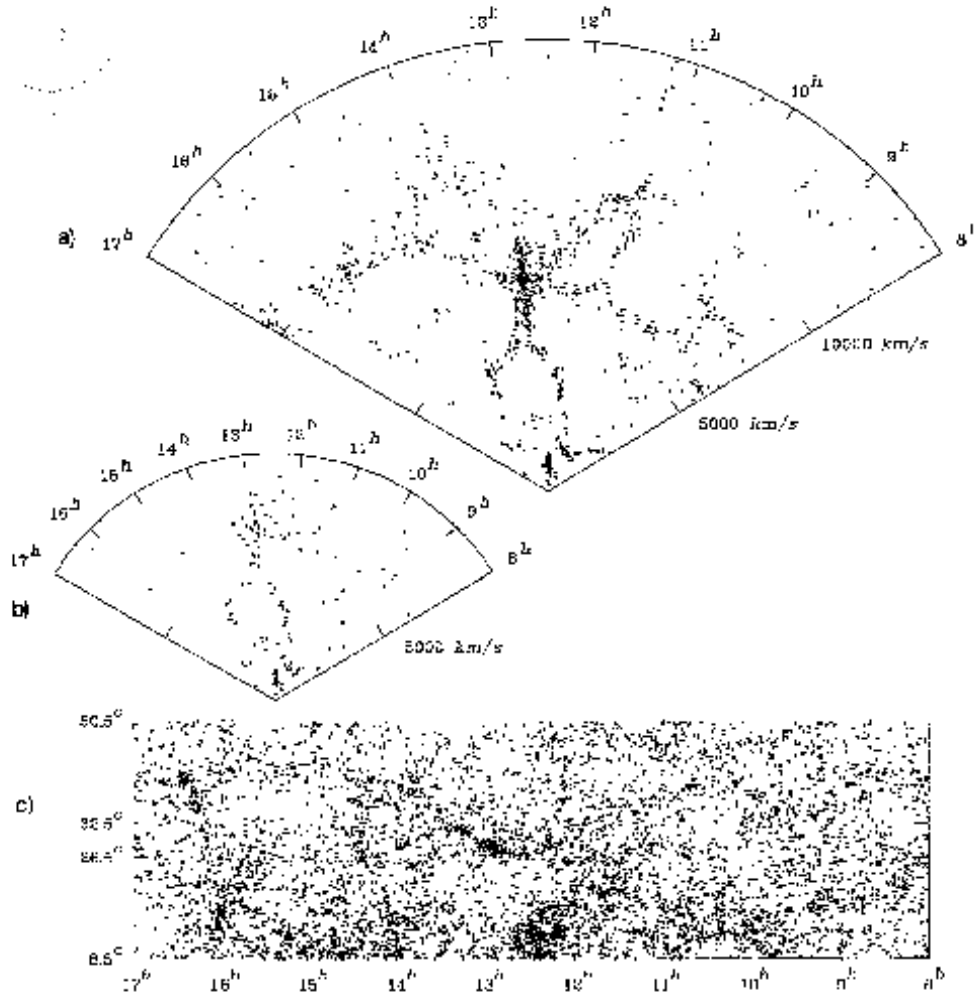 13ʰ 12ʰ
14ʰ 11ʰ
15ʰ 10ʰ
16ʰ 9ʰ
a) 17ʰ 8ʰ
10000 km/s
5000 km/s
13ʰ 12ʰ
14ʰ 11ʰ
15ʰ 10ʰ
16ʰ 9ʰ
17ʰ 8ʰ
b)
5000 km/s
50.5°
c)
32.5°
26.5°
8.5°
17ʰ 16ʰ 15ʰ 14ʰ 13ʰ 12ʰ 11ʰ 10ʰ 9ʰ 8ʰ